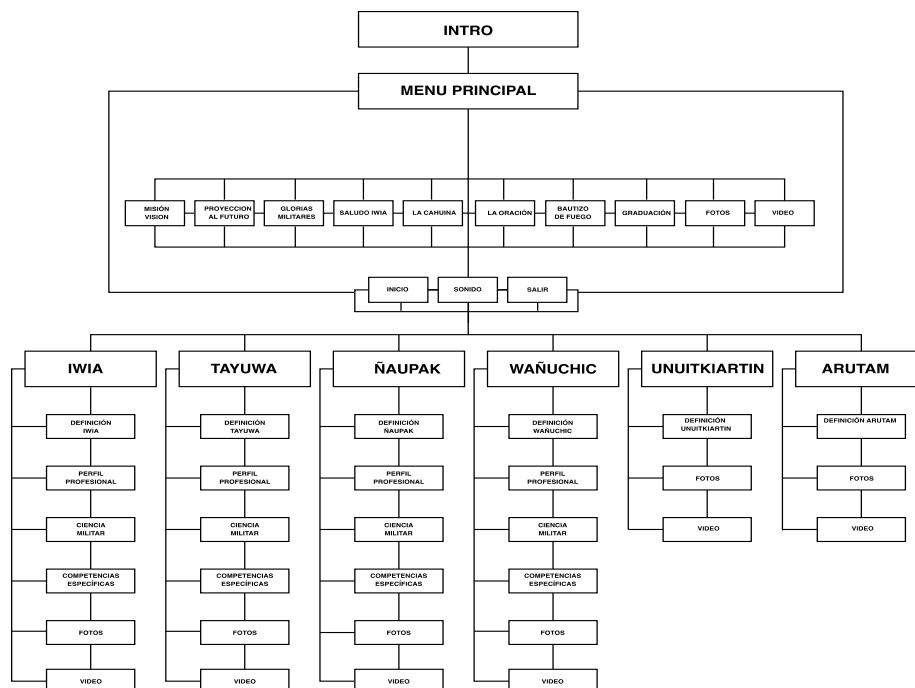 INTRO
MENU PRINCIPAL
MISIÓN
VISION
PROYECCION
AL FUTURO
GLORIAS
MILITARES
SALUDO IWIA
LA CAHUINA
LA ORACIÓN
BAUTIZO
DE FUEGO
GRADUACIÓN
FOTOS
VIDEO
INICIO
SONIDO
SALIR
IWIA
DEFINICIÓN
IWIA
PERFIL
PROFESIONAL
CIENCIA
MILITAR
COMPETENCIAS
ESPECÍFICAS
FOTOS
VIDEO
TAYUWA
DEFINICIÓN
TAYUWA
PERFIL
PROFESIONAL
CIENCIA
MILITAR
COMPETENCIAS
ESPECÍFICAS
FOTOS
VIDEO
ÑAUPAK
DEFINICIÓN
ÑAUPAK
PERFIL
PROFESIONAL
CIENCIA
MILITAR
COMPETENCIAS
ESPECÍFICAS
FOTOS
VIDEO
WAÑUCHIC
DEFINICIÓN
WAÑUCHIC
PERFIL
PROFESIONAL
CIENCIA
MILITAR
COMPETENCIAS
ESPECÍFICAS
FOTOS
VIDEO
UNUITKIARTIN
DEFINICIÓN
UNUITKIARTIN
FOTOS
VIDEO
ARUTAM
DEFINICIÓN ARUTAM
FOTOS
VIDEO